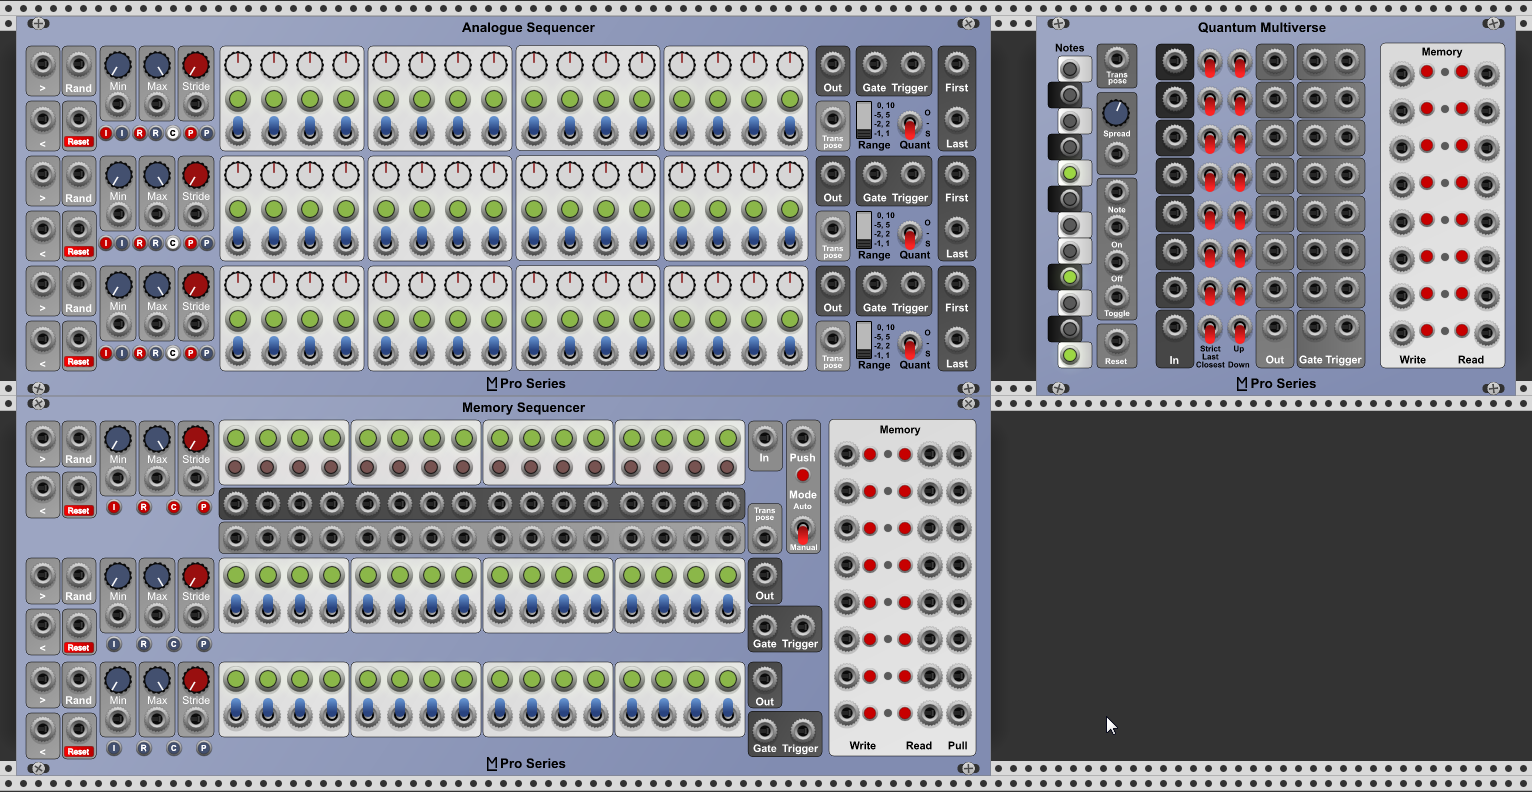 Analogue Sequencer
> Rand Min Max Stride
< Reset I I R R C P P
Out Gate Trigger First
Trans pose 0, 10 -5, 5 -2, 2 -1, 1 Range O - S Quant Last
> Rand Min Max Stride
< Reset I I R R C P P
Out Gate Trigger First
Trans pose 0, 10 -5, 5 -2, 2 -1, 1 Range O - S Quant Last
> Rand Min Max Stride
< Reset I I R R C P P
Out Gate Trigger First
Trans pose 0, 10 -5, 5 -2, 2 -1, 1 Range O - S Quant Last
Pro Series
Quantum Multiverse
Notes
Trans
pose
Spread
Note
On
Off
Toggle
Reset
In
Strict
Last
Closest
Up
Down
Out
Gate Trigger
Memory
Write Read
Pro Series
Memory Sequencer
> Rand Min Max Stride
< Reset I R C P
In
Push
Mode
Auto
Manual
Trans
pose
> Rand Min Max Stride
< Reset I R C P
Out
Gate Trigger
> Rand Min Max Stride
< Reset I R C P
Out
Gate Trigger
Memory
Write Read Pull
Pro Series